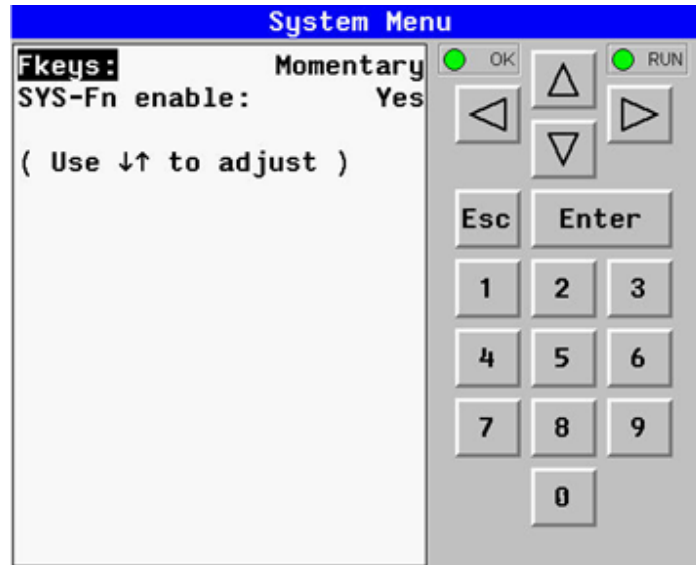 System Menu
Fkeys: Momentary
SYS-Fn enable: Yes
( Use ↓↑ to adjust )
OK
RUN
Esc
Enter
1 2 3
4 5 6
7 8 9
0